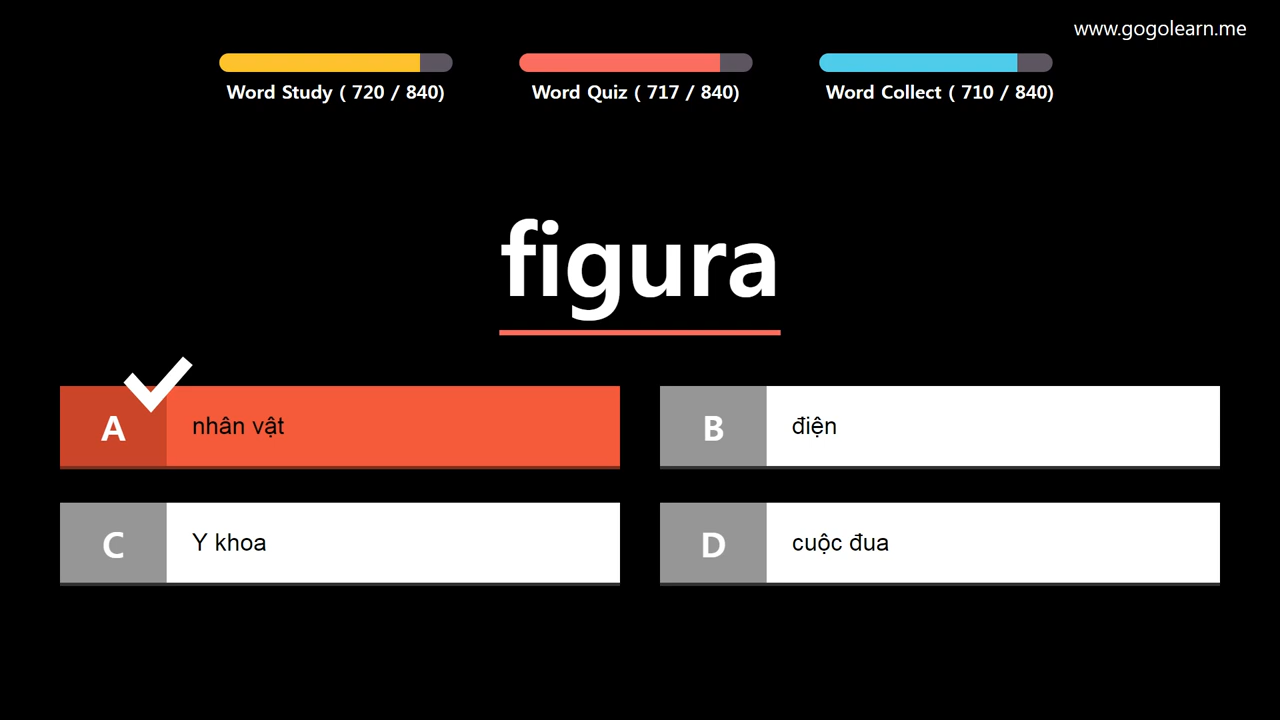 www.gogolearn.me
Word Study ( 720 / 840)
Word Quiz ( 717 / 840)
Word Collect ( 710 / 840)
figura
A nhân vật
B điện
C Y khoa
D cuộc đua